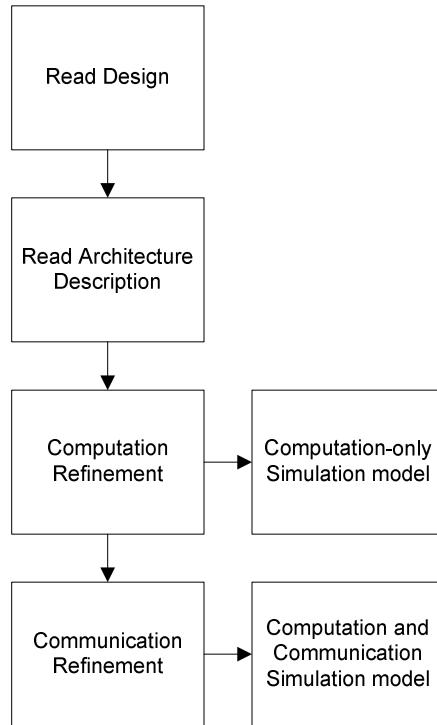 Read Design
Read Architecture
Description
Computation
Refinement
Computation-only
Simulation model
Communication
Refinement
Computation and
Communication
Simulation model